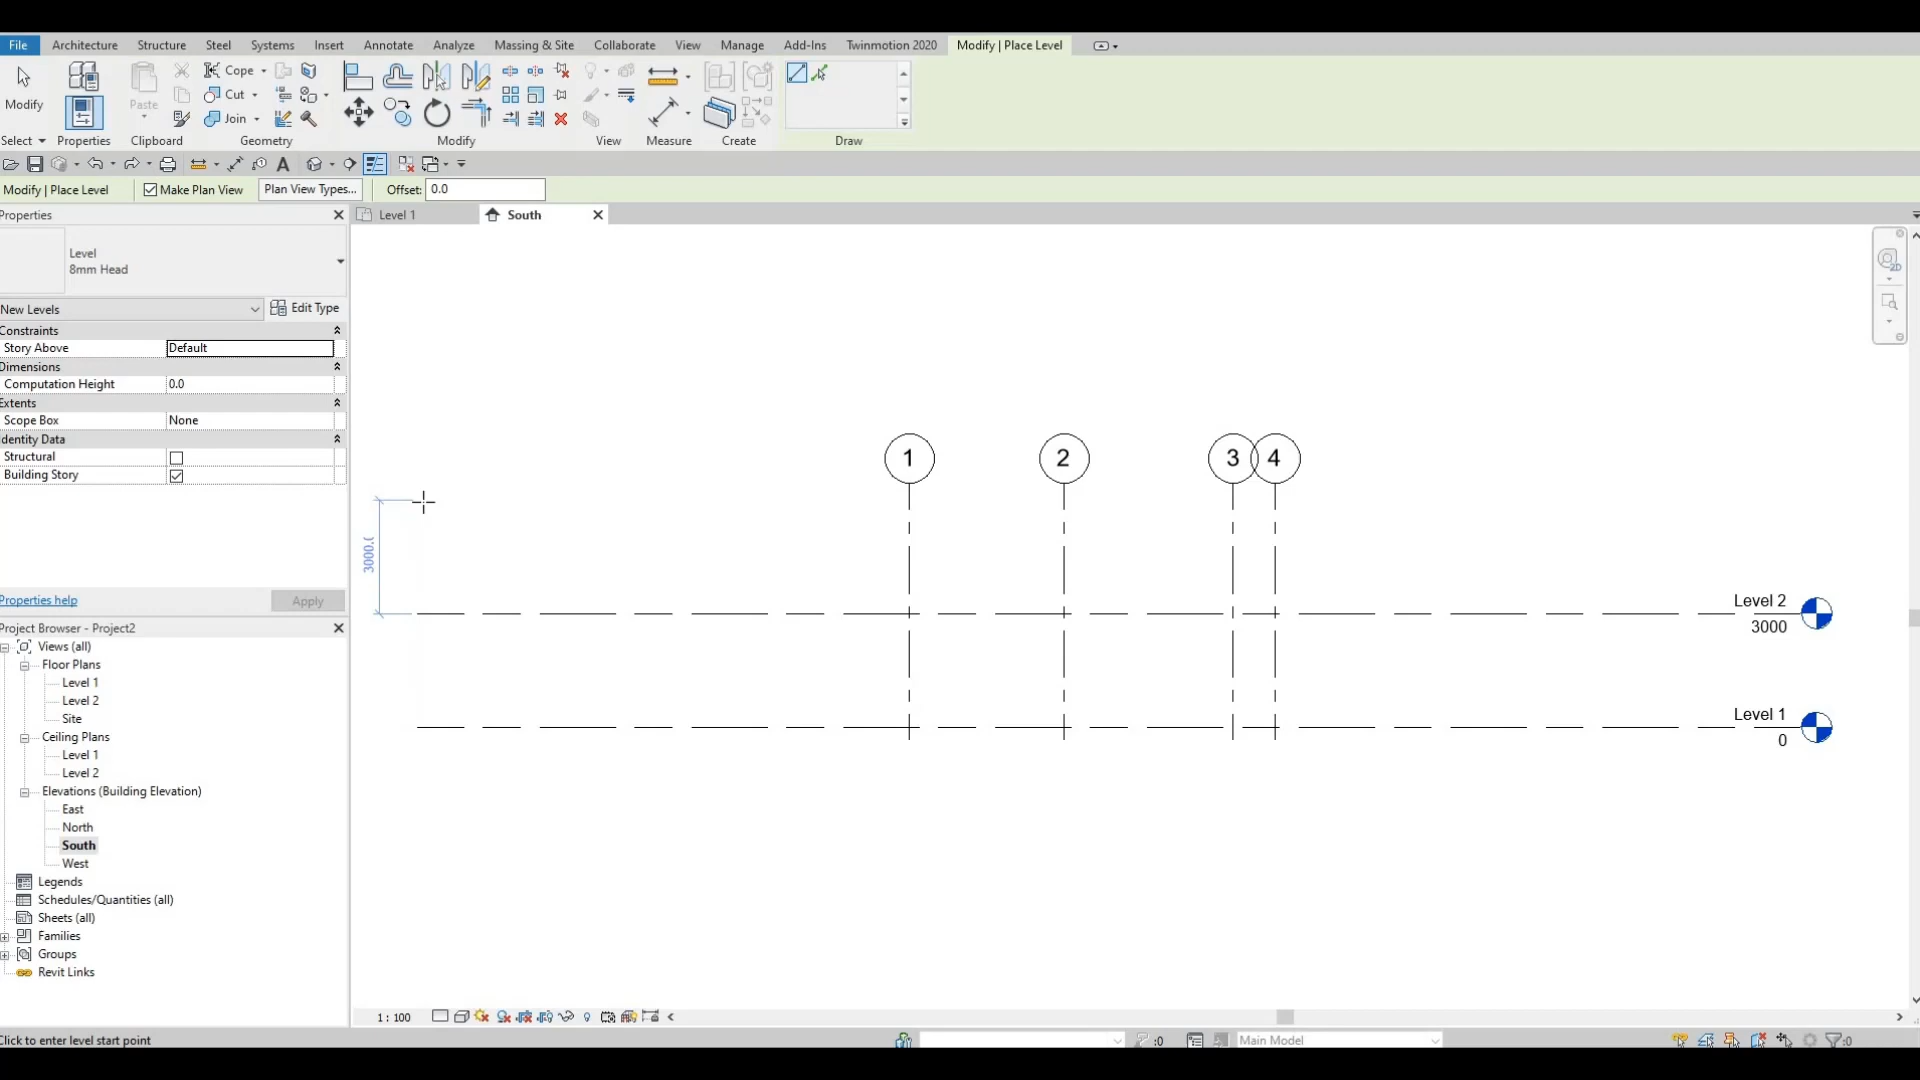 File Architecture Structure Steel Systems Insert Annotate Analyze Massing & Site Collaborate View Manage Add-Ins Twinmotion 2020 Modify | Place Level
Modify Paste Cope Cut Join
Select Properties Clipboard Geometry Modify View Measure Create Draw
Modify | Place Level Make Plan View Plan View Types... Offset: 0.0
Properties
Level 1 South
Level
8mm Head
New Levels Edit Type
Constraints
Story Above Default
Dimensions
Computation Height 0.0
Extents
Scope Box None
Identity Data
Structural
Building Story
Properties help Apply
Project Browser - Project2
Views (all)
Floor Plans
Level 1
Level 2
Site
Ceiling Plans
Level 1
Level 2
Elevations (Building Elevation)
East
North
South
West
Legends
Schedules/Quantities (all)
Sheets (all)
Families
Groups
Revit Links
2D
1 2 3 4
3000.0
Level 2
3000
Level 1
0
1 : 100
Click to enter level start point :0 Main Model :0